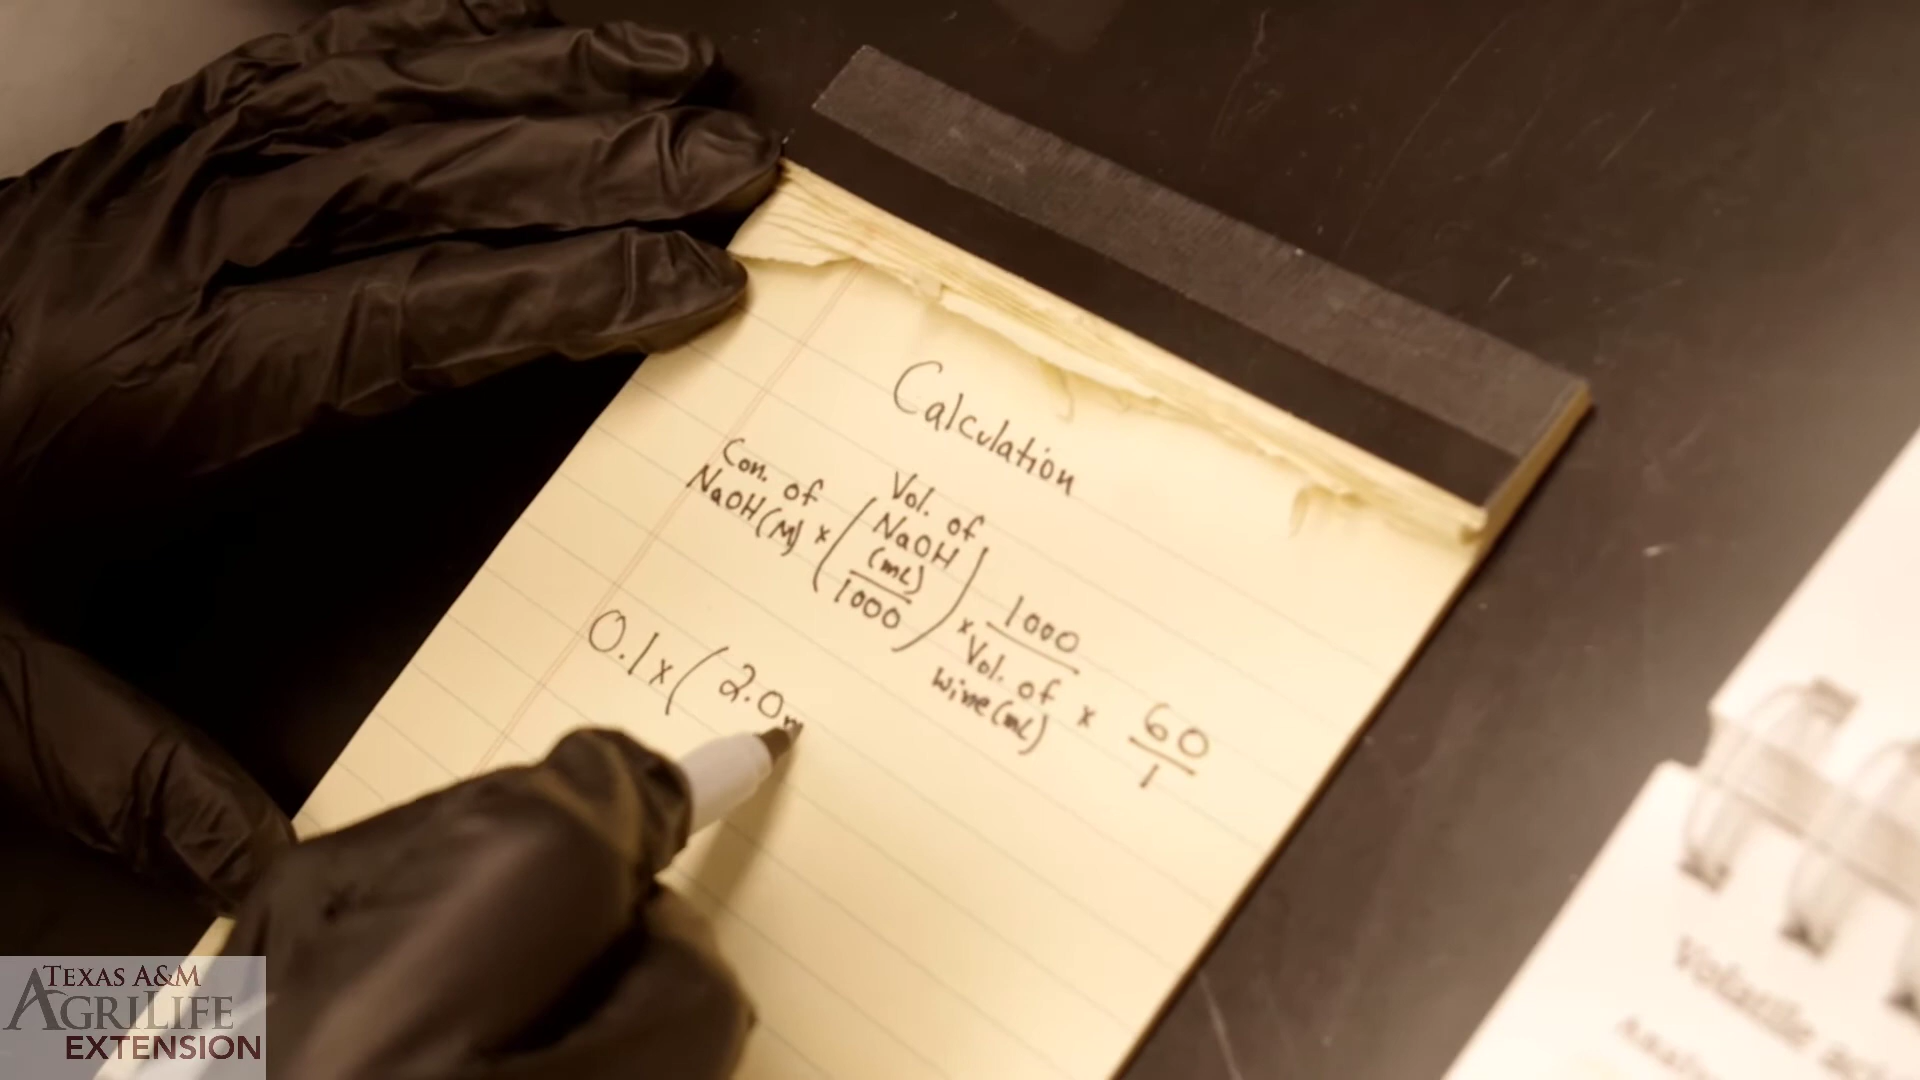 Calculation
Con. of
NaOH(M) x
Vol. of
NaOH
(mL)
1000
x
1000
Vol. of
wine(mL)
x
60
1
0.1x( 2.0m
Volatile
TEXAS A&M
AGRILIFE
EXTENSION